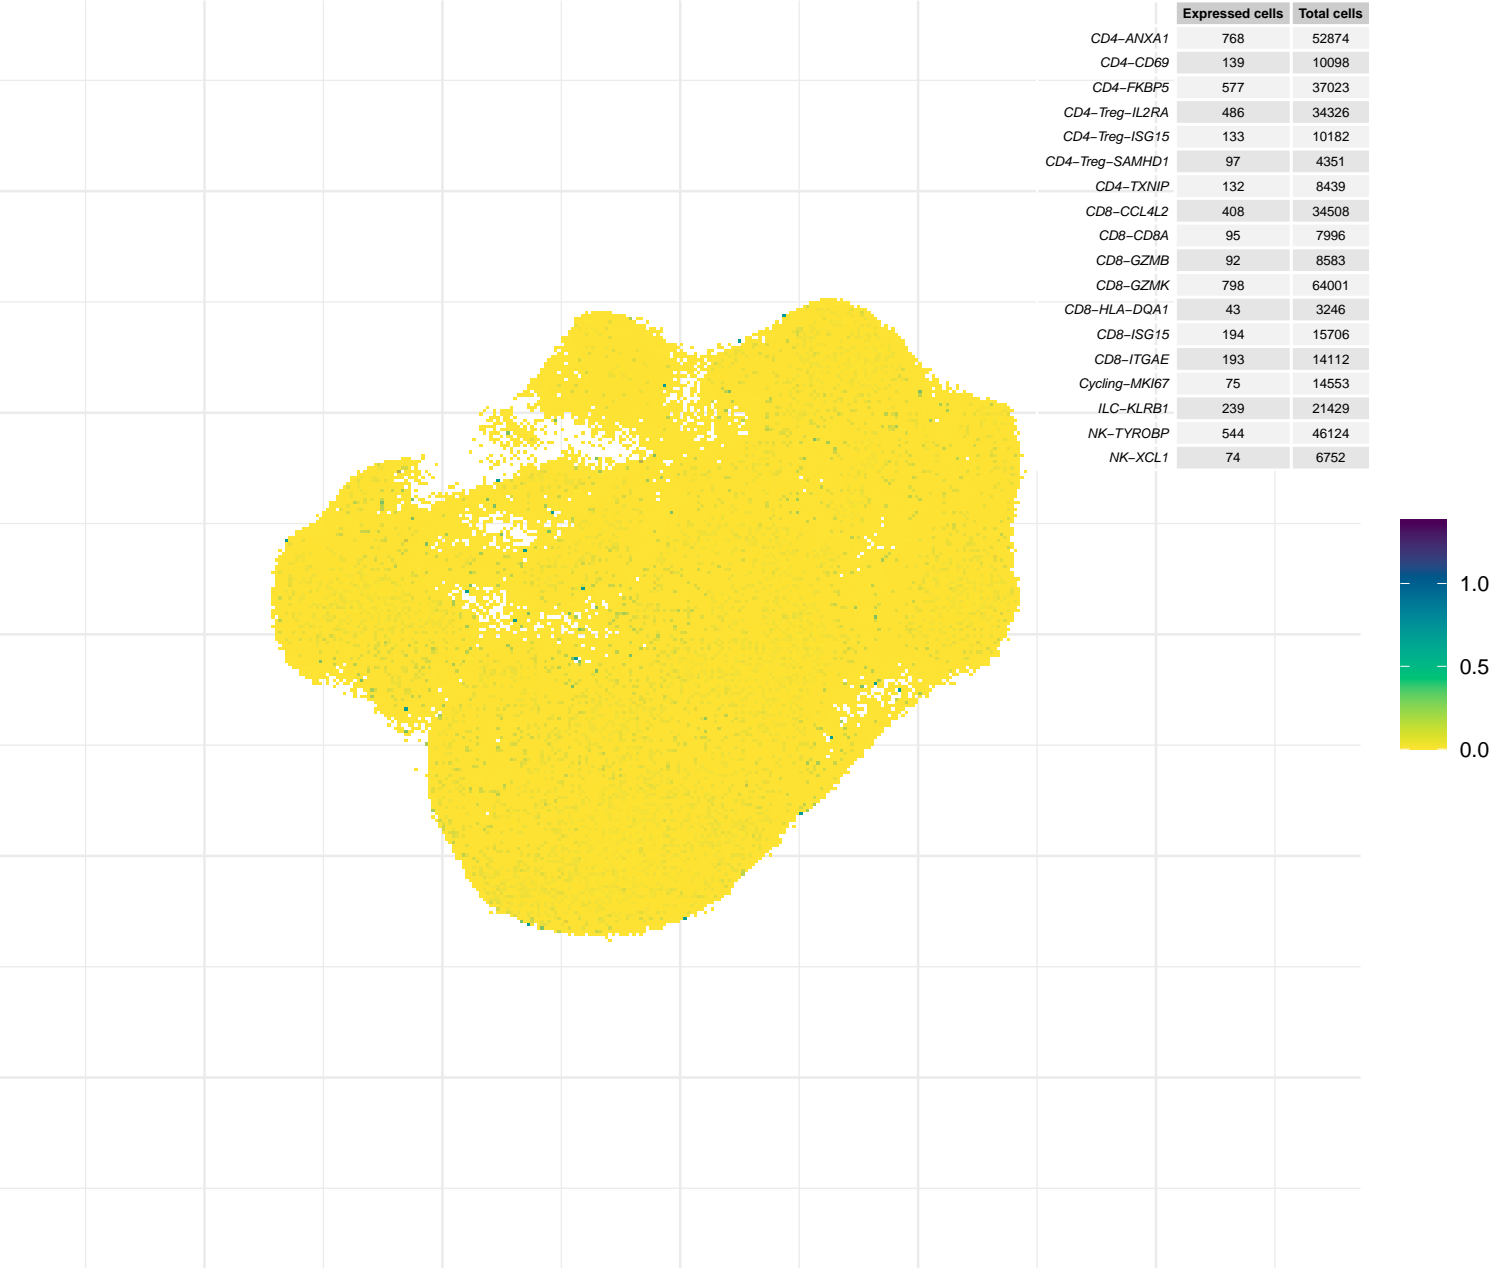 Expressed cells Total cells
CD4−ANXA1 768 52874
CD4−CD69 139 10098
CD4−FKBP5 577 37023
CD4−Treg−IL2RA 486 34326
CD4−Treg−ISG15 133 10182
CD4−Treg−SAMHD1 97 4351
CD4−TXNIP 132 8439
CD8−CCL4L2 408 34508
CD8−CD8A 95 7996
CD8−GZMB 92 8583
CD8−GZMK 798 64001
CD8−HLA−DQA1 43 3246
CD8−ISG15 194 15706
CD8−ITGAE 193 14112
Cycling−MKI67 75 14553
ILC−KLRB1 239 21429
NK−TYROBP 544 46124
NK−XCL1 74 6752
1.0
0.5
0.0